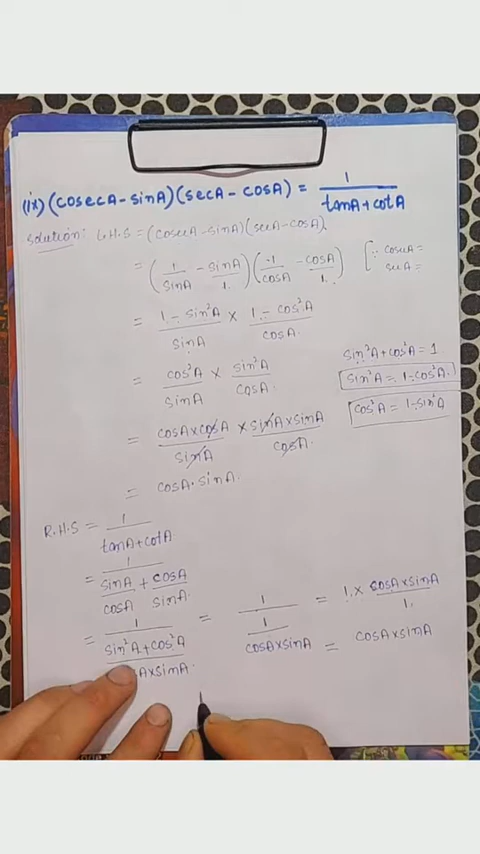 (ix) (cosecA - sinA) (secA - cosA) = 1/(tanA + cotA)
Solution: L.H.S = (cosecA - sinA) (secA - cosA)
= (1/sinA - sinA/1) (1/cosA - cosA/1) [∵ cosecA =
secA =
= (1 - sin²A)/sinA × (1 - cos²A)/cosA
sin²A + cos²A = 1
= cos²A/sinA × sin²A/cosA
sin²A = 1 - cos²A
cos²A = 1 - sin²A
= (cosA × cosA)/sinA × (sinA × sinA)/cosA
= cosA · sinA
R.H.S = 1/(tanA + cotA)
= 1/(sinA/cosA + cosA/sinA)
= 1/((sin²A + cos²A)/(A × sinA)) = 1/(1/(cosA × sinA)) = 1 × (cosA × sinA)/1
= cosA × sinA